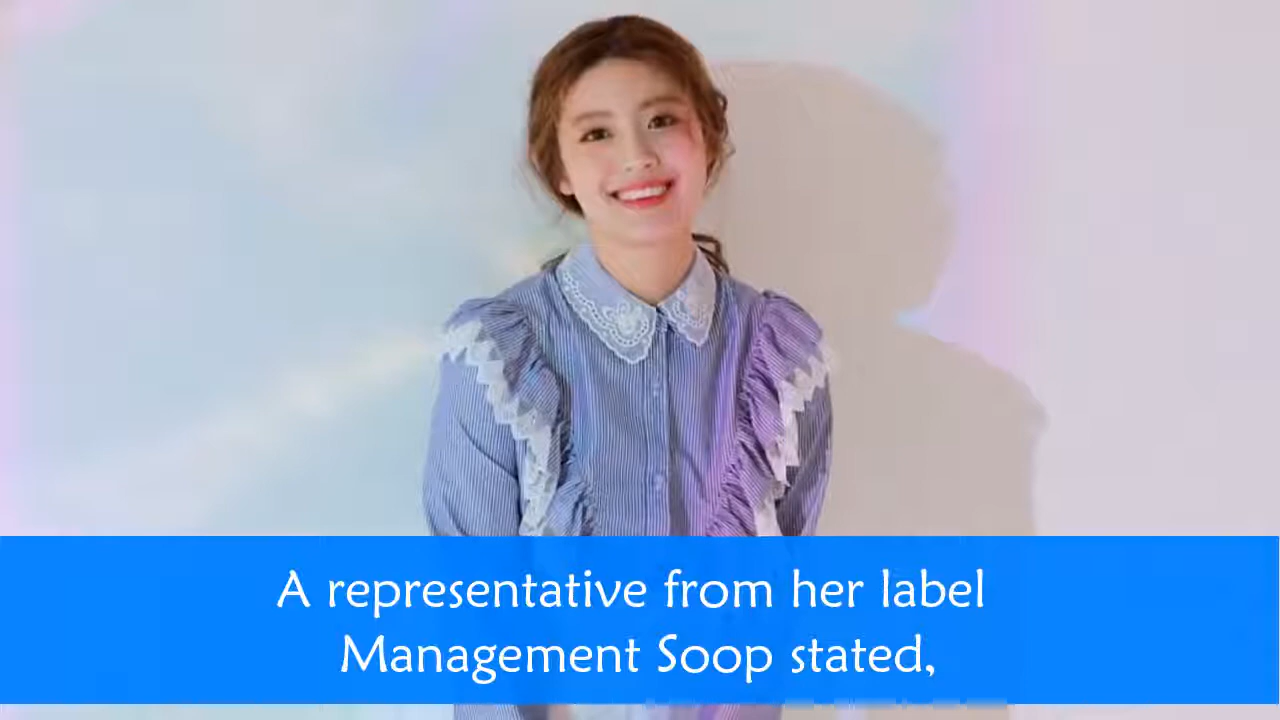 A representative from her label
Management Soop stated,